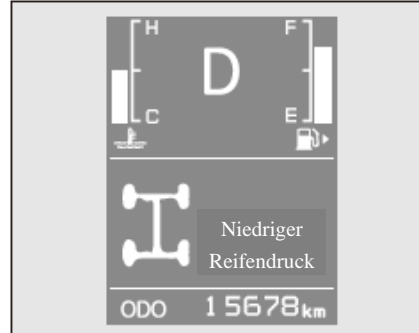 H F
D
C E
Niedriger
Reifendruck
ODO 15678km